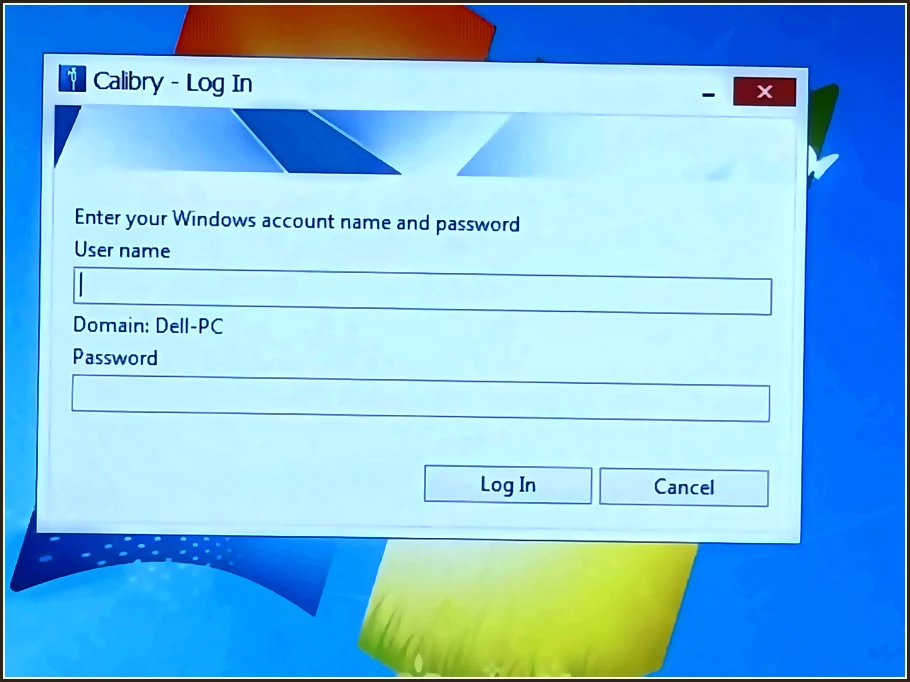 Calibry - Log In
Enter your Windows account name and password
User name
Domain: Dell-PC
Password
Log In
Cancel